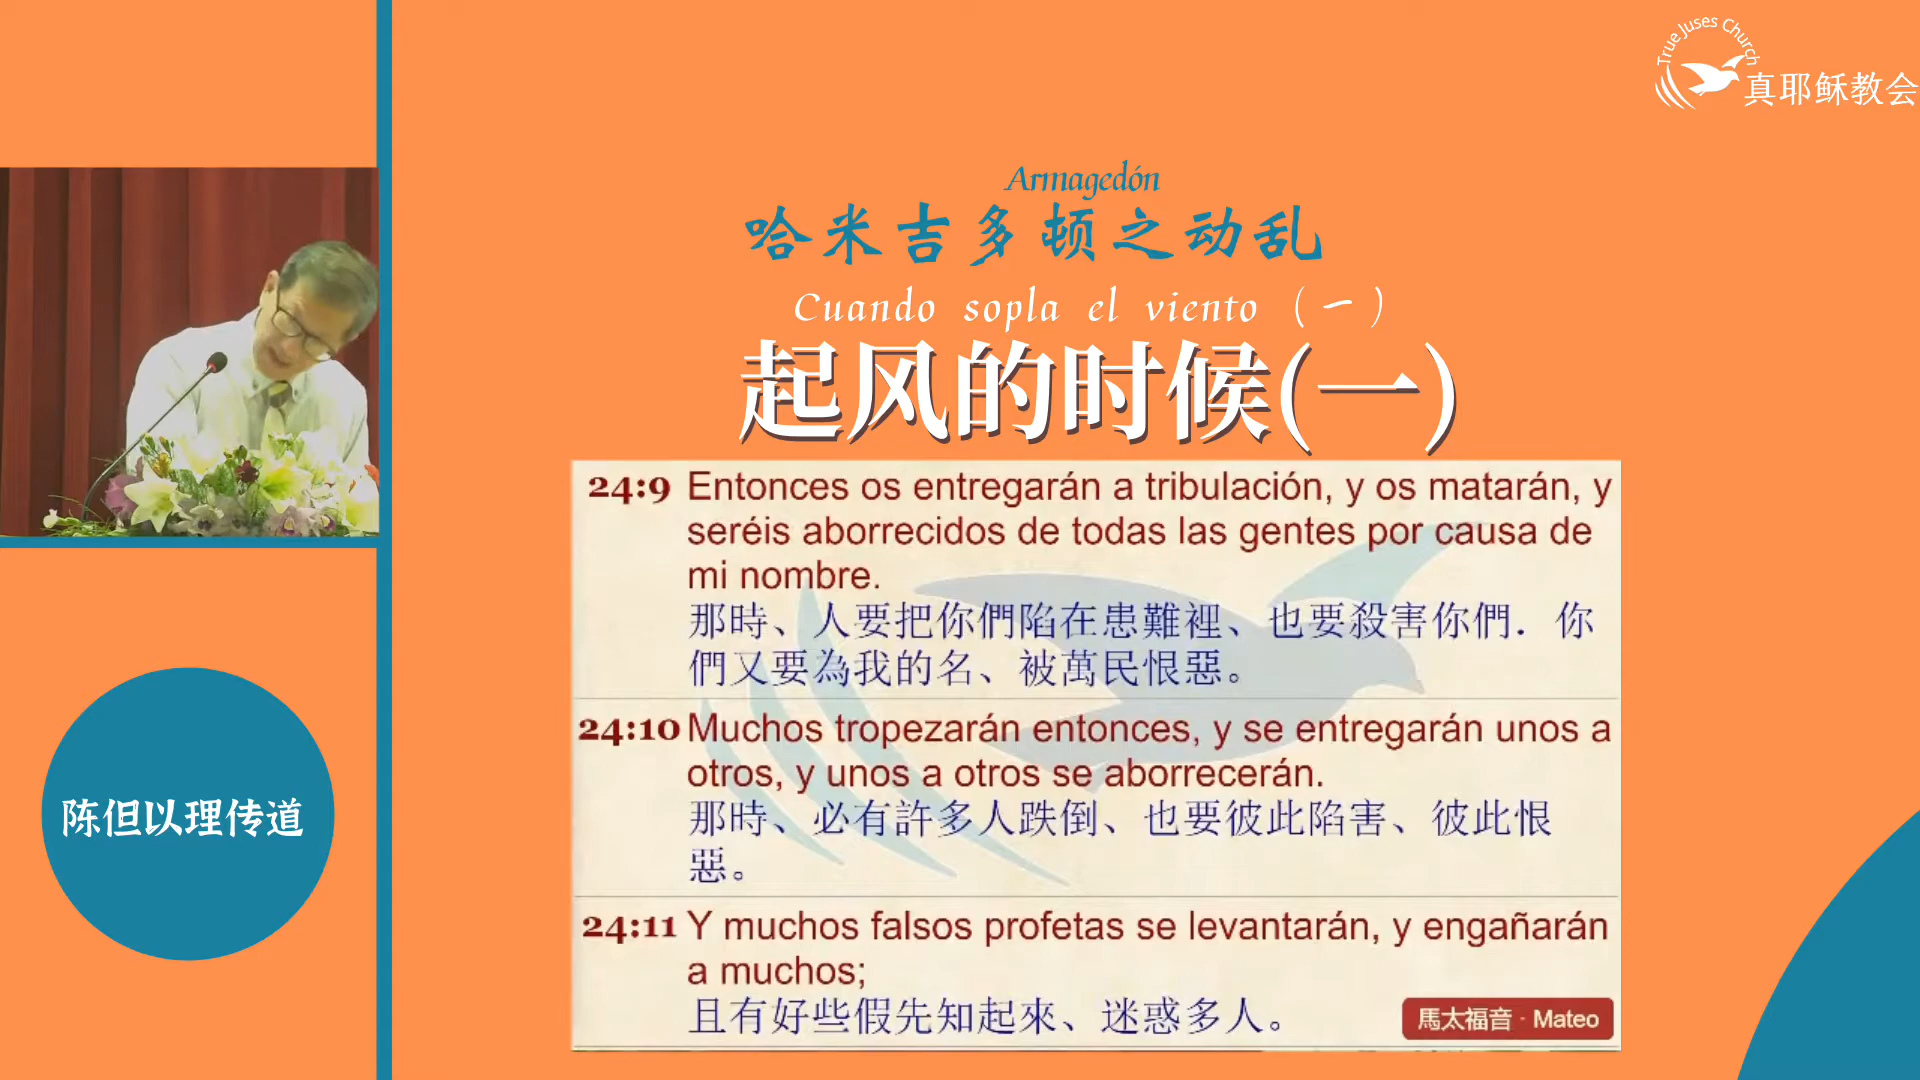 True Juses Church
真耶稣教会
Armagedón
哈米吉多顿之动乱
Cuando sopla el viento (一)
起风的时候(一)
24:9 Entonces os entregarán a tribulación, y os matarán, y
seréis aborrecidos de todas las gentes por causa de
mi nombre.
那時、人要把你們陷在患難裡、也要殺害你們．你
們又要為我的名、被萬民恨惡。
24:10 Muchos tropezarán entonces, y se entregarán unos a
otros, y unos a otros se aborrecerán.
那時、必有許多人跌倒、也要彼此陷害、彼此恨
惡。
24:11 Y muchos falsos profetas se levantarán, y engañarán
a muchos;
且有好些假先知起來、迷惑多人。
馬太福音 · Mateo
陈但以理传道